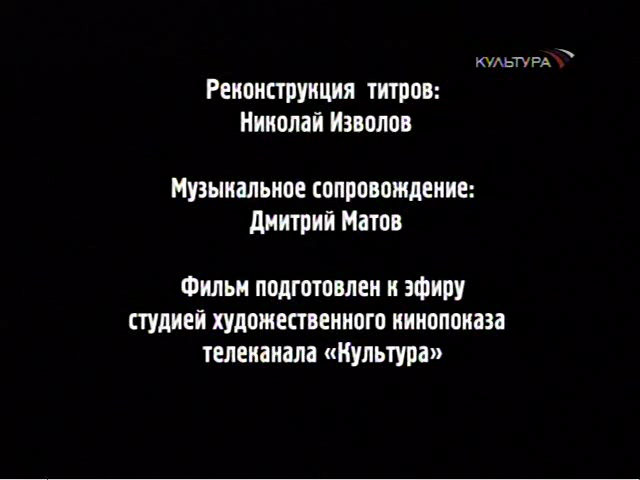 КУЛЬТУРА
Реконструкция титров:
Николай Изволов
Музыкальное сопровождение:
Дмитрий Матов
Фильм подготовлен к эфиру
студией художественного кинопоказа
телеканала «Культура»